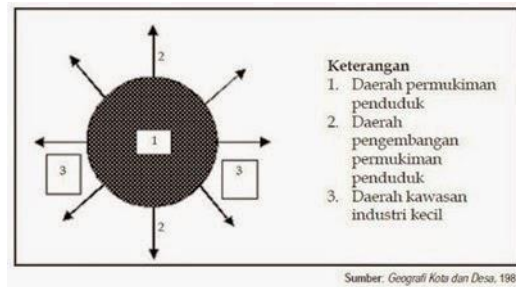 2
1
3
3
2
Keterangan
1. Daerah permukiman
penduduk
2. Daerah
pengembangan
permukiman
penduduk
3. Daerah kawasan
industri kecil
Sumber: Geografi Kota dan Desa, 198